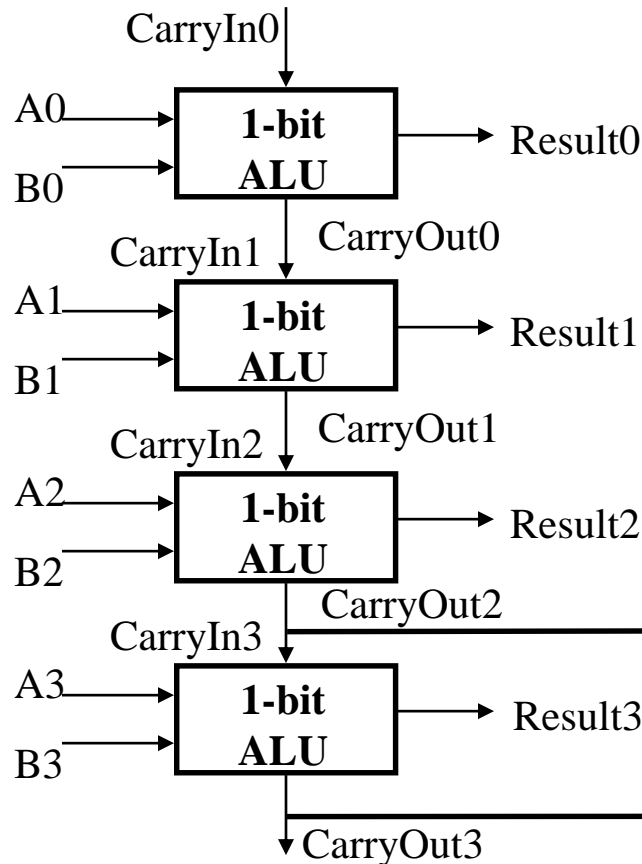 CarryIn0
A0
1-bit
ALU
Result0
B0
CarryOut0
CarryIn1
A1
1-bit
ALU
Result1
B1
CarryOut1
CarryIn2
A2
1-bit
ALU
Result2
B2
CarryOut2
CarryIn3
A3
1-bit
ALU
Result3
B3
CarryOut3